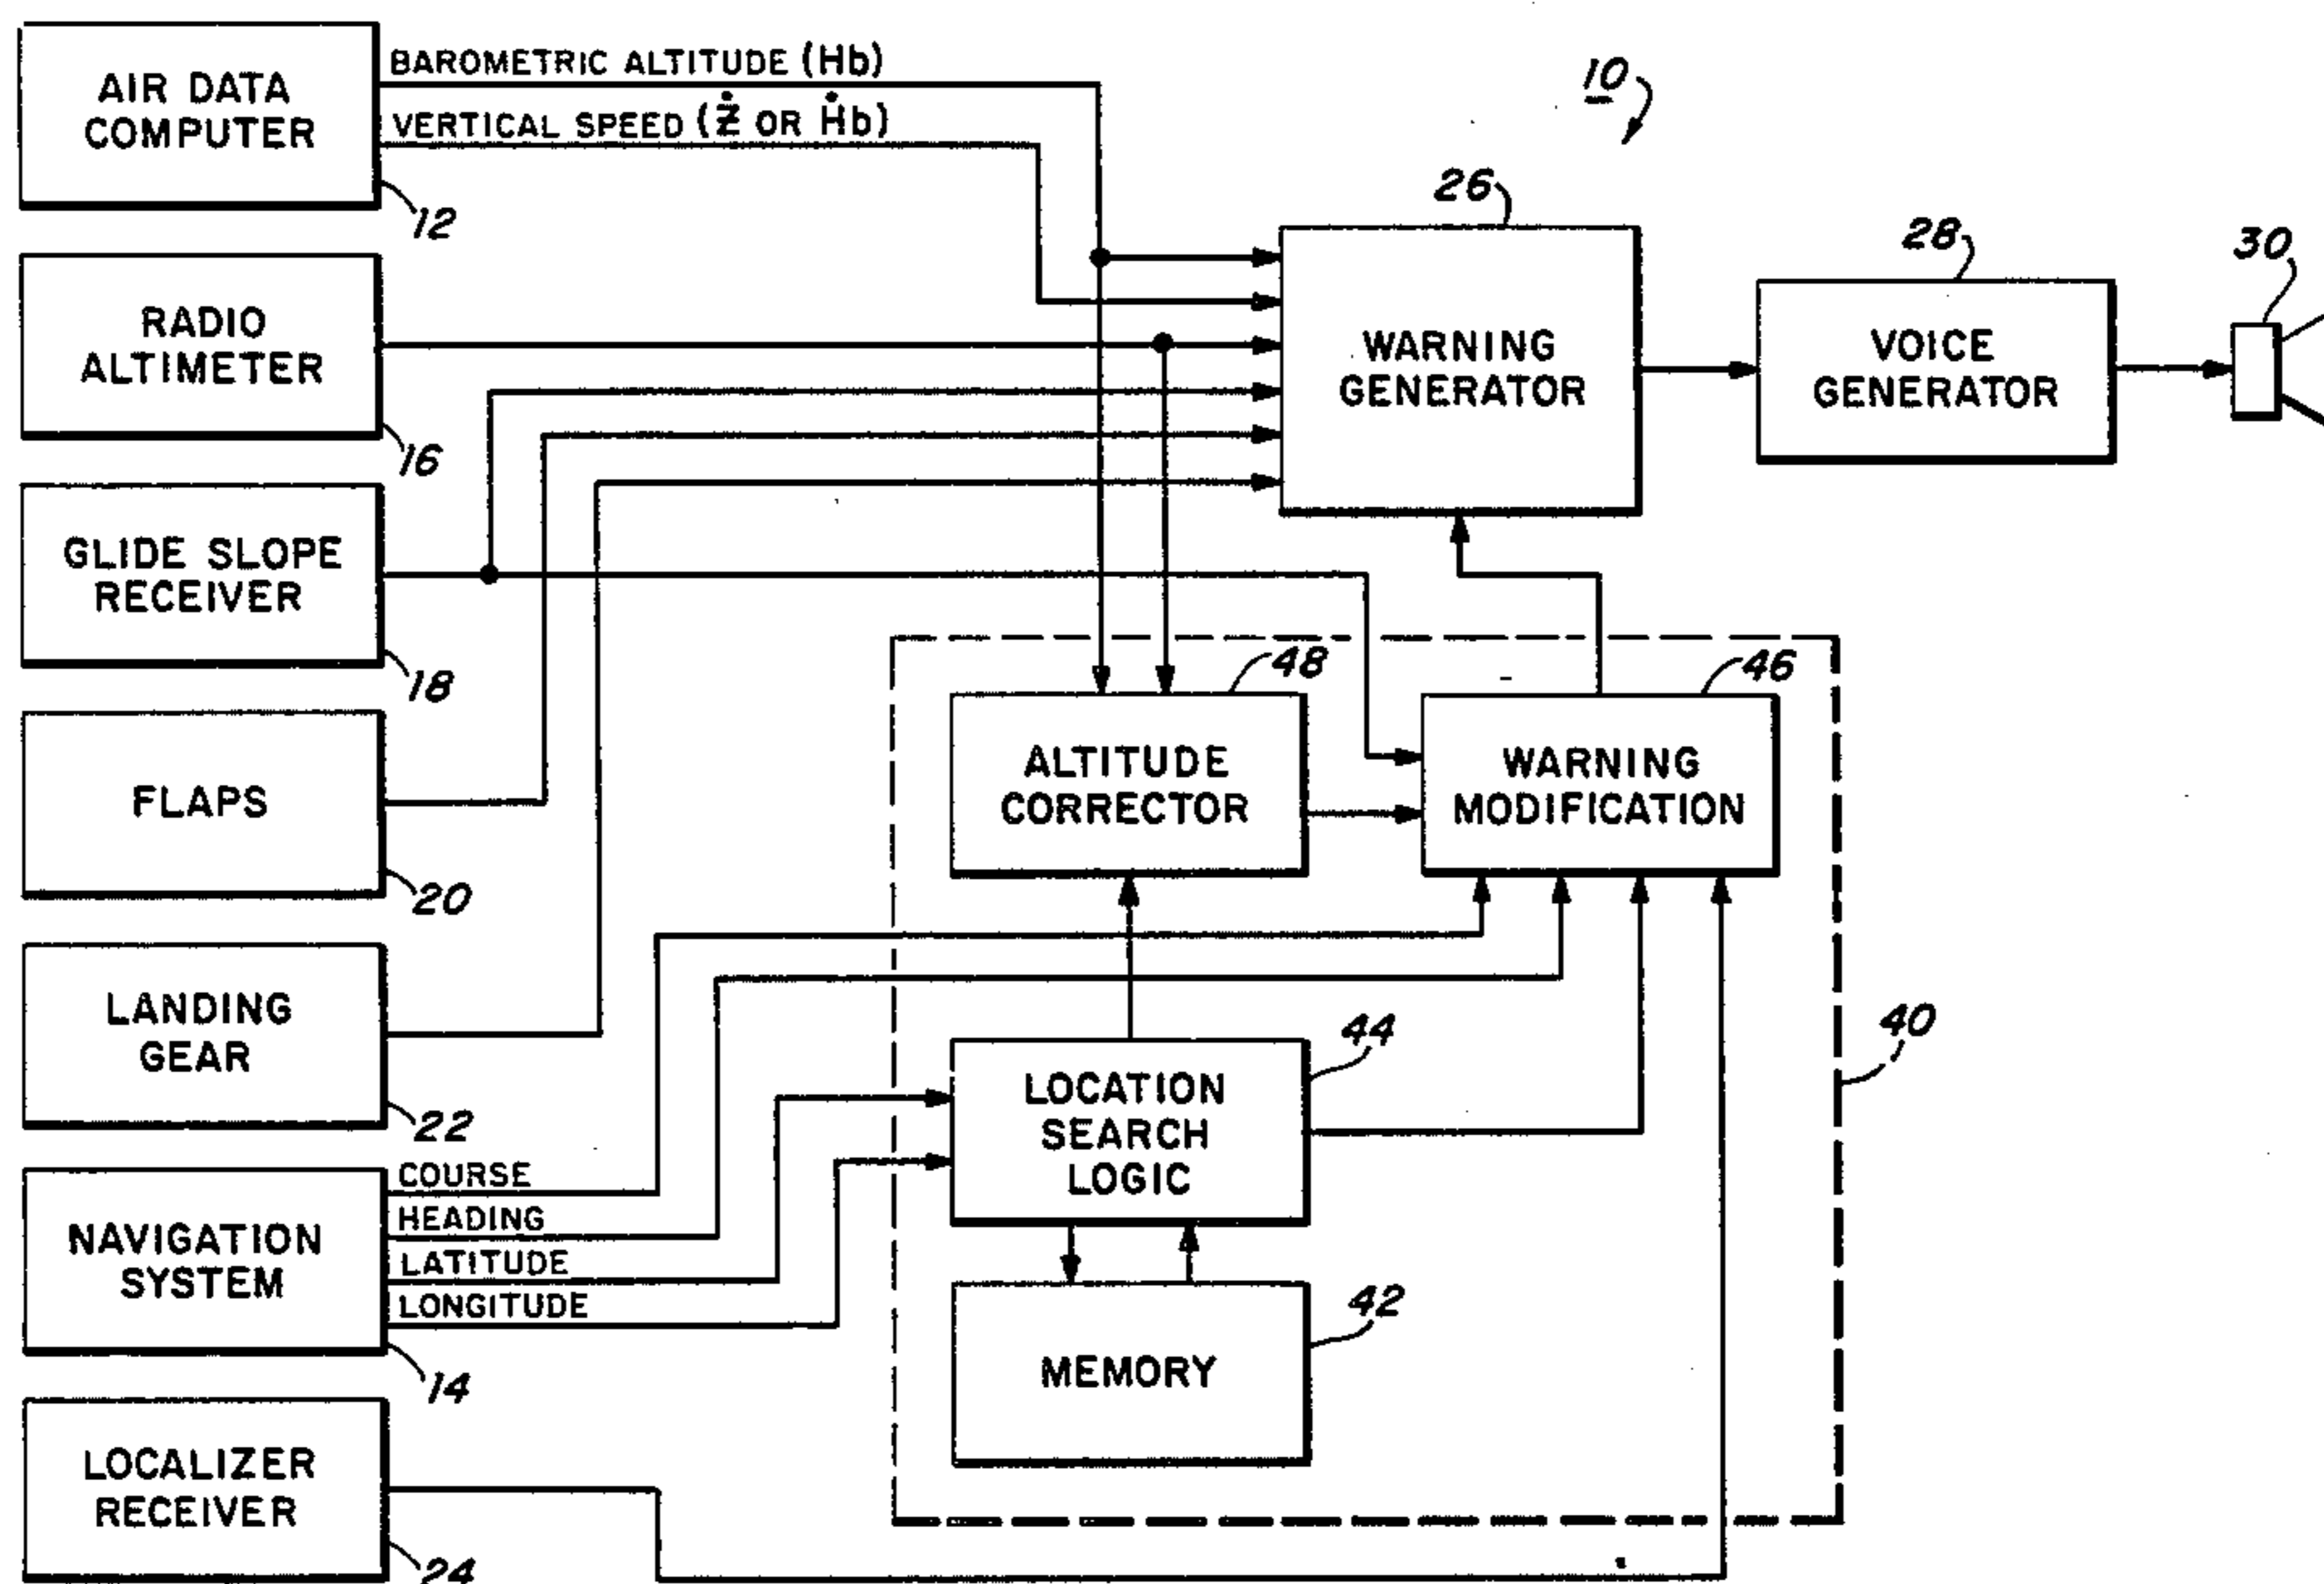 AIR DATA
COMPUTER
12
BAROMETRIC ALTITUDE (Hb)
VERTICAL SPEED (Ż OR Ḣb)
10
RADIO
ALTIMETER
16
GLIDE SLOPE
RECEIVER
18
FLAPS
20
LANDING
GEAR
22
NAVIGATION
SYSTEM
14
COURSE
HEADING
LATITUDE
LONGITUDE
LOCALIZER
RECEIVER
24
26
WARNING
GENERATOR
28
VOICE
GENERATOR
30
48
ALTITUDE
CORRECTOR
46
WARNING
MODIFICATION
44
LOCATION
SEARCH
LOGIC
42
MEMORY
40